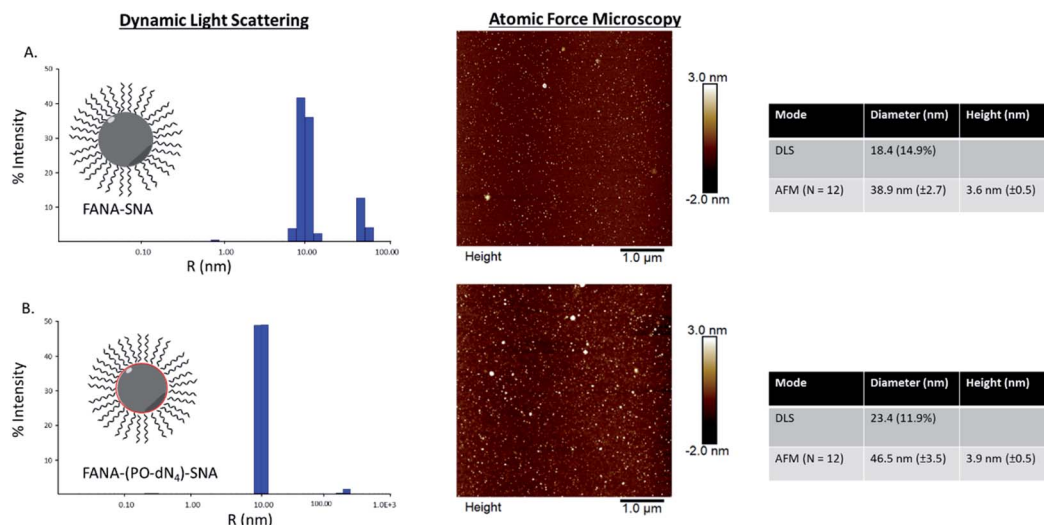 Dynamic Light Scattering
Atomic Force Microscopy
A.
50
40
30
20
10
% Intensity
FANA-SNA
0.10 1.00 10.00 100.00
R (nm)
3.0 nm
-2.0 nm
Height
1.0 µm
Mode Diameter (nm) Height (nm)
DLS 18.4 (14.9%)
AFM (N = 12) 38.9 nm (±2.7) 3.6 nm (±0.5)
B.
50
40
30
20
10
% Intensity
FANA-(PO-dN₄)-SNA
0.10 10.00 1.0E+3
R (nm)
3.0 nm
-2.0 nm
Height
1.0 µm
Mode Diameter (nm) Height (nm)
DLS 23.4 (11.9%)
AFM (N = 12) 46.5 nm (±3.5) 3.9 nm (±0.5)